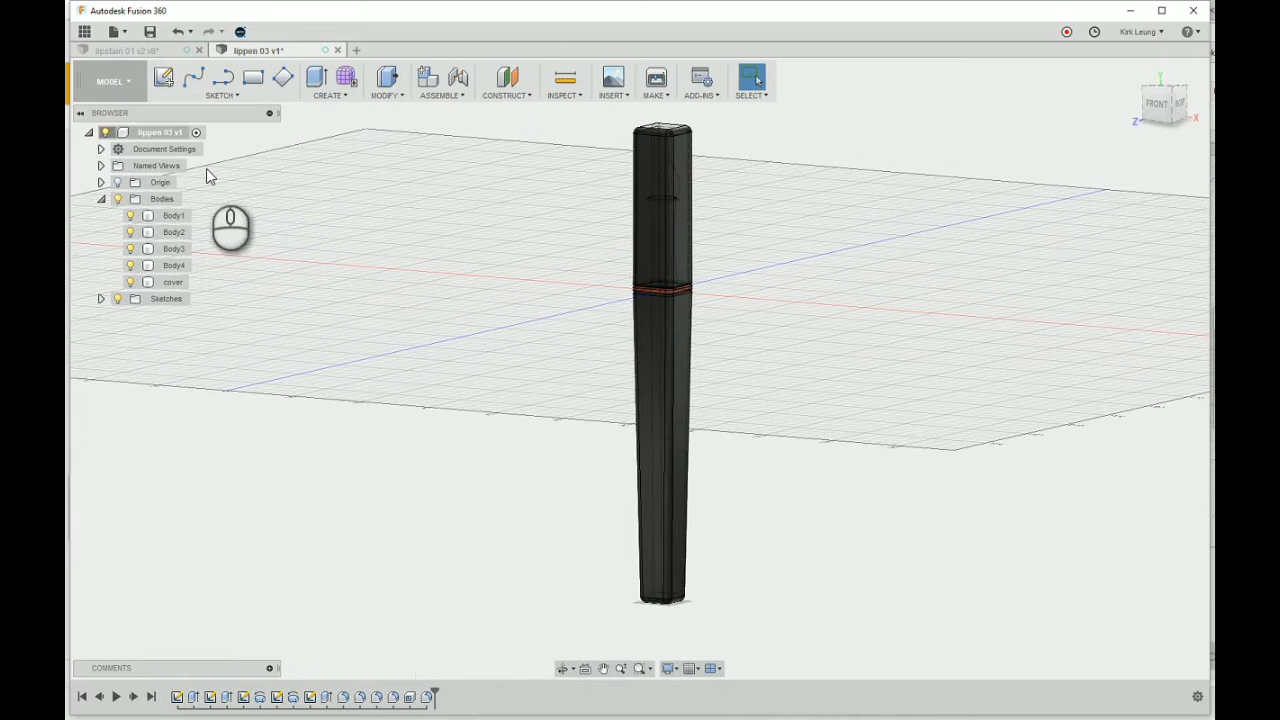 Autodesk Fusion 360
Kirk Leung
lipstain 01 v2 v8*
lippen 03 v1*
MODEL
SKETCH
CREATE
MODIFY
ASSEMBLE
CONSTRUCT
INSPECT
INSERT
MAKE
ADD-INS
SELECT
BROWSER
lippen 03 v1
Document Settings
Named Views
Origin
Bodies
Body1
Body2
Body3
Body4
cover
Sketches
Y
FRONT
X
Z
COMMENTS